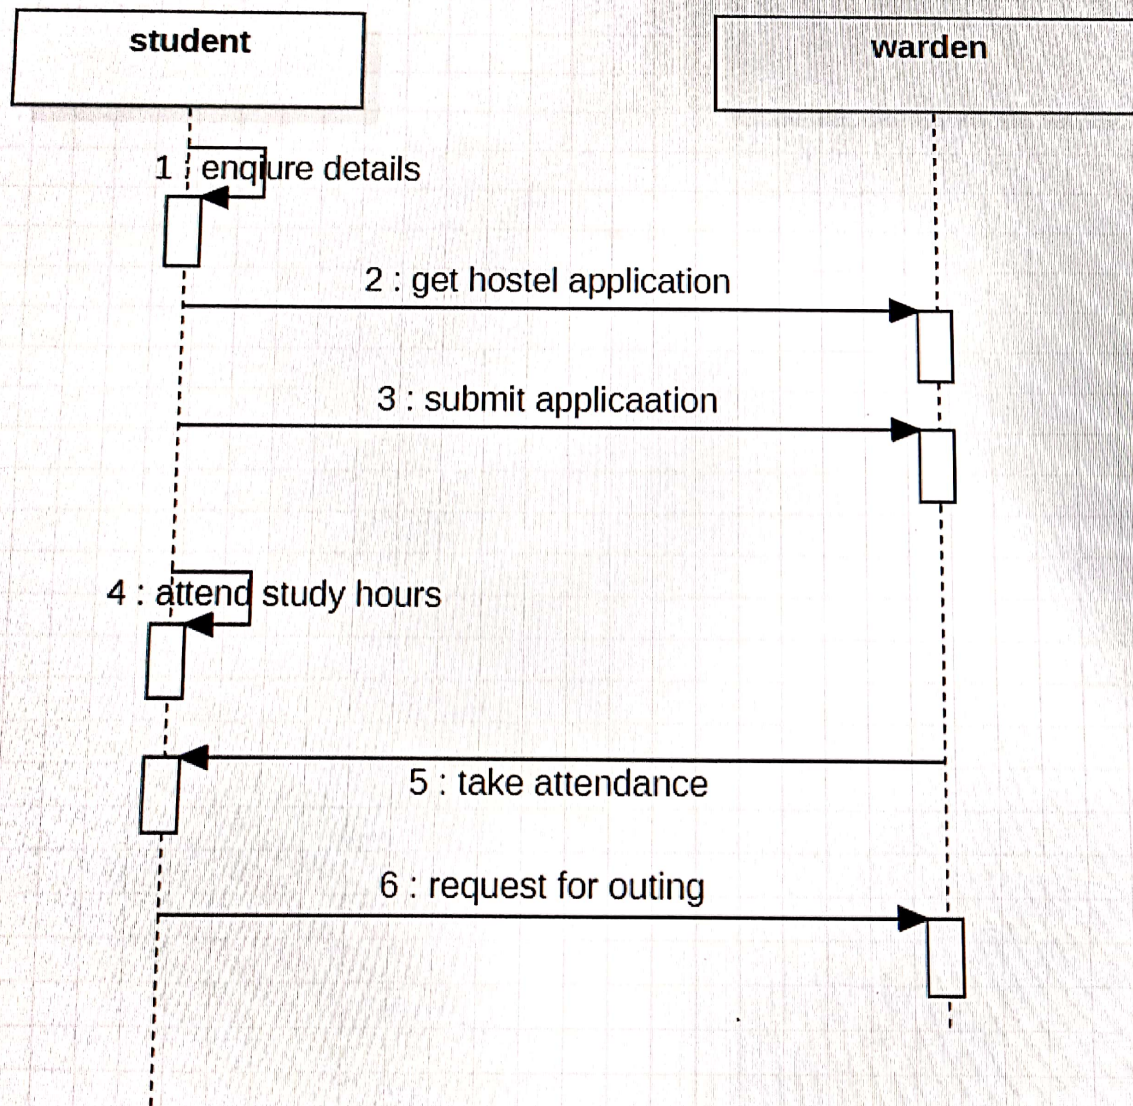 student
warden
1 : enqiure details
2 : get hostel application
3 : submit applicaation
4 : attend study hours
5 : take attendance
6 : request for outing